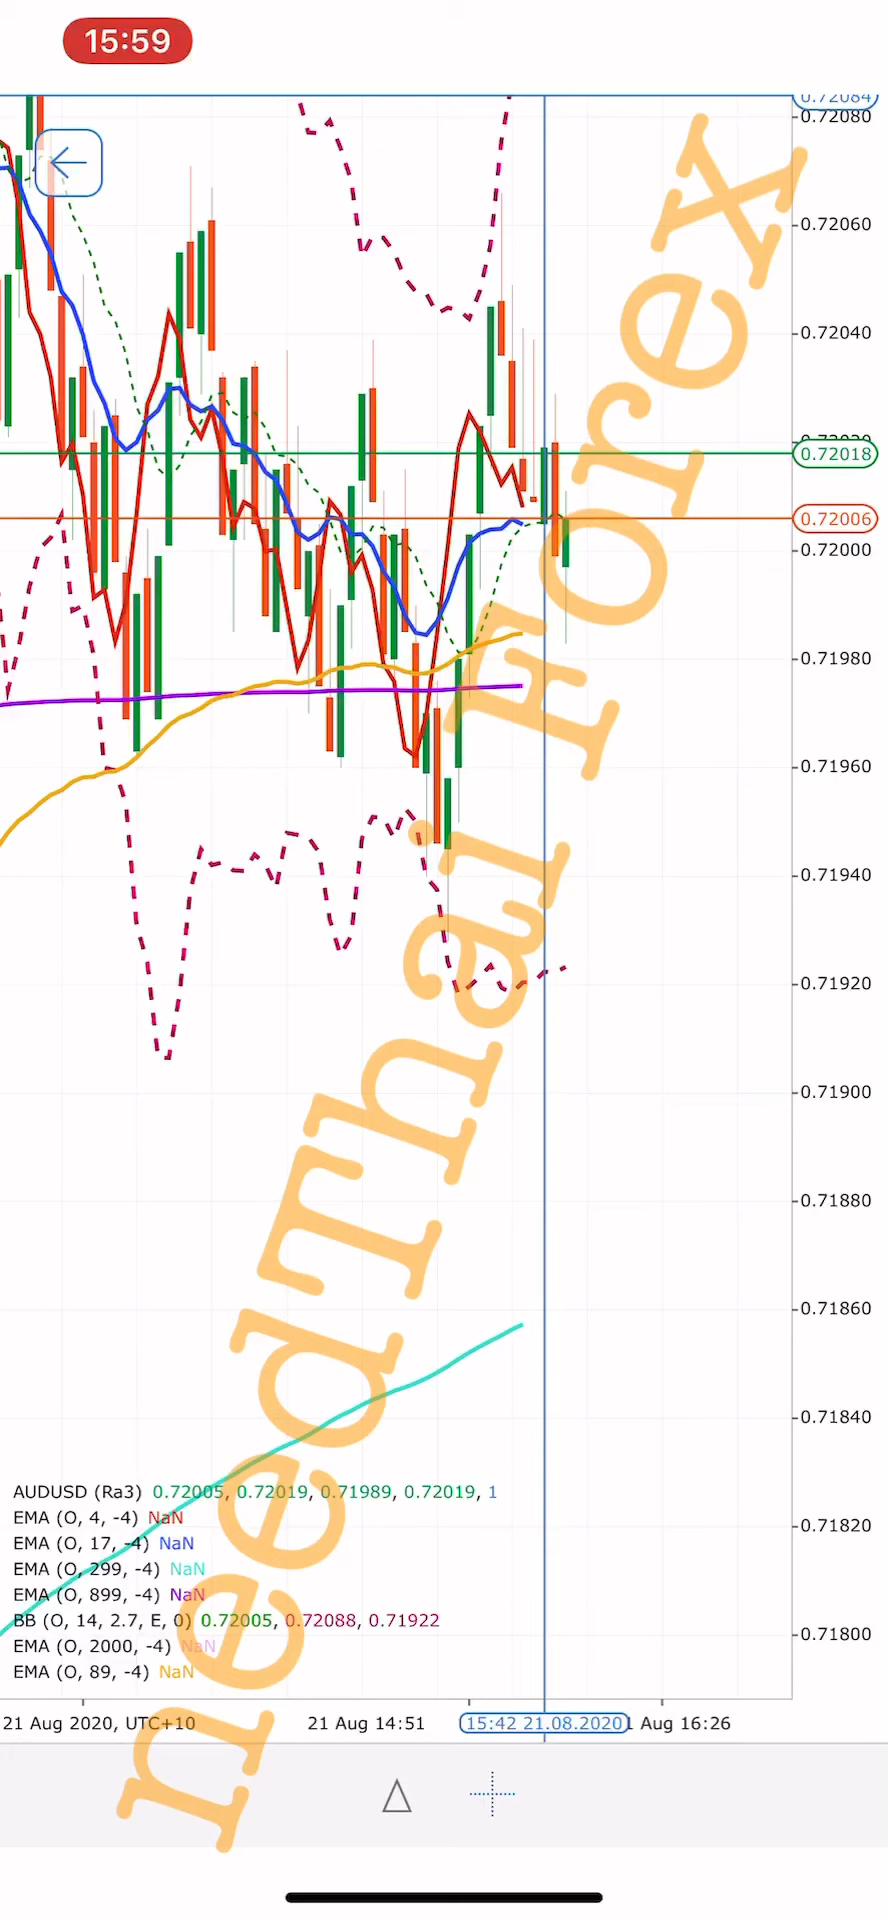 15:59
0.72084
0.72080
0.72060
0.72040
0.72018
0.72006
0.72000
0.71980
0.71960
0.71940
0.71920
0.71900
0.71880
0.71860
0.71840
0.71820
0.71800
needThai Forex
AUDUSD (Ra3) 0.72005, 0.72019, 0.71989, 0.72019, 1
EMA (O, 4, -4) NaN
EMA (O, 17, -4) NaN
EMA (O, 299, -4) NaN
EMA (O, 899, -4) NaN
BB (O, 14, 2.7, E, 0) 0.72005, 0.72088, 0.71922
EMA (O, 2000, -4) NaN
EMA (O, 89, -4) NaN
21 Aug 2020, UTC+10 21 Aug 14:51 15:42 21.08.2020 1 Aug 16:26